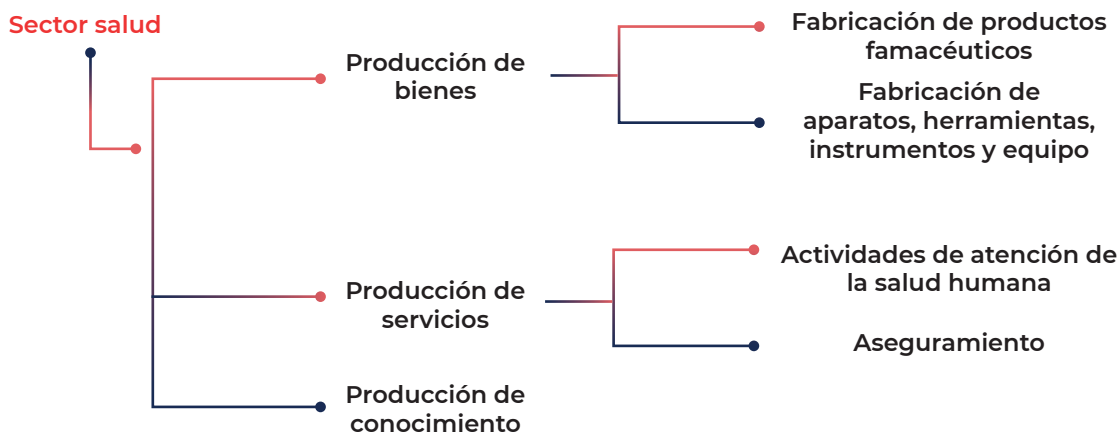 Sector salud
Producción de
bienes
Fabricación de productos
famacéuticos
Fabricación de
aparatos, herramientas,
instrumentos y equipo
Producción de
servicios
Actividades de atención de
la salud humana
Aseguramiento
Producción de
conocimiento